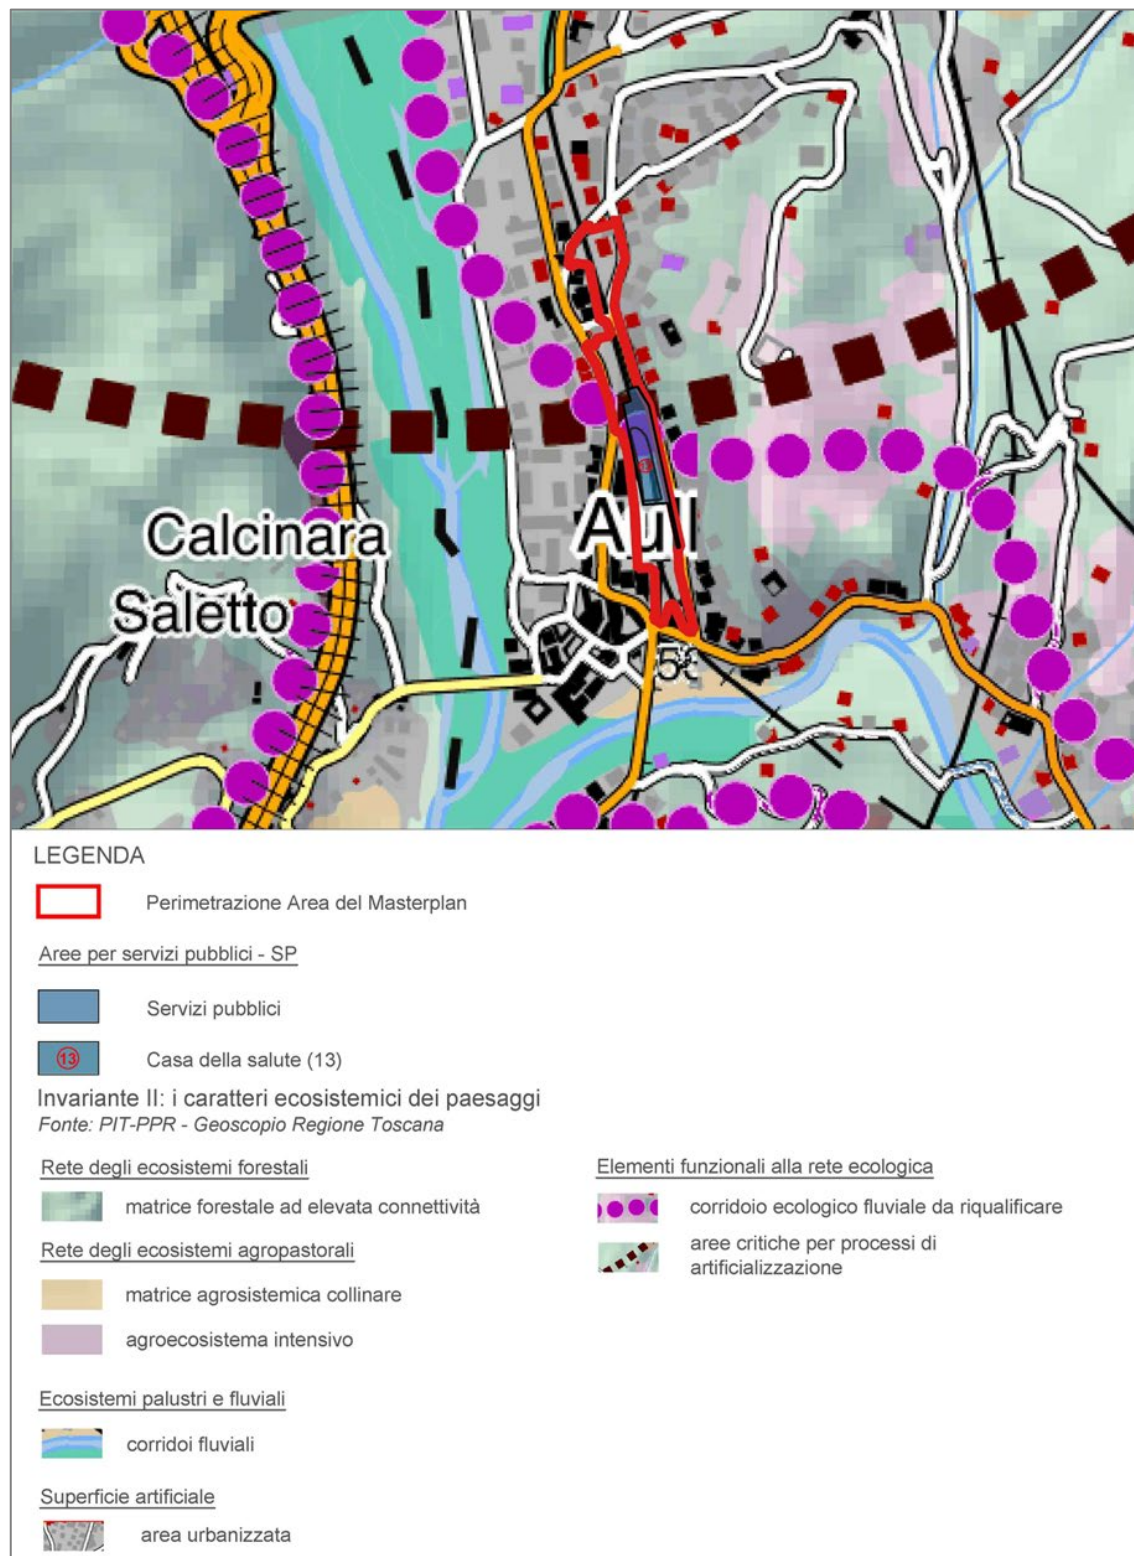 Calcinara
Saletto
Aull
13
LEGENDA
Perimetrazione Area del Masterplan
Aree per servizi pubblici - SP
Servizi pubblici
13
Casa della salute (13)
Invariante II: i caratteri ecosistemici dei paesaggi
Fonte: PIT-PPR - Geoscopio Regione Toscana
Rete degli ecosistemi forestali
matrice forestale ad elevata connettività
Rete degli ecosistemi agropastorali
matrice agrosistemica collinare
agroecosistema intensivo
Ecosistemi palustri e fluviali
corridoi fluviali
Superficie artificiale
area urbanizzata
Elementi funzionali alla rete ecologica
corridoio ecologico fluviale da riqualificare
aree critiche per processi di
artificializzazione